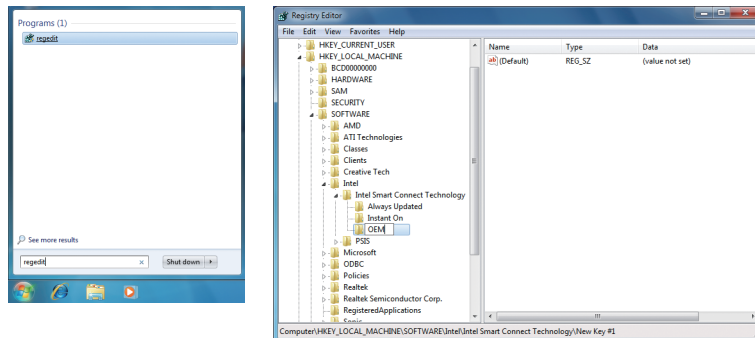 Programs (1)
regedit
See more results
regedit
x
Shut down
Registry Editor
File Edit View Favorites Help
HKEY_CURRENT_USER
HKEY_LOCAL_MACHINE
BCD00000000
HARDWARE
SAM
SECURITY
SOFTWARE
AMD
ATI Technologies
Classes
Clients
Creative Tech
Intel
Intel Smart Connect Technology
Always Updated
Instant On
OEM
PSIS
Microsoft
ODBC
Policies
Realtek
Realtek Semiconductor Corp.
RegisteredApplications
Name Type Data
ab (Default) REG_SZ (value not set)
Computer\HKEY_LOCAL_MACHINE\SOFTWARE\Intel\Intel Smart Connect Technology\New Key #1